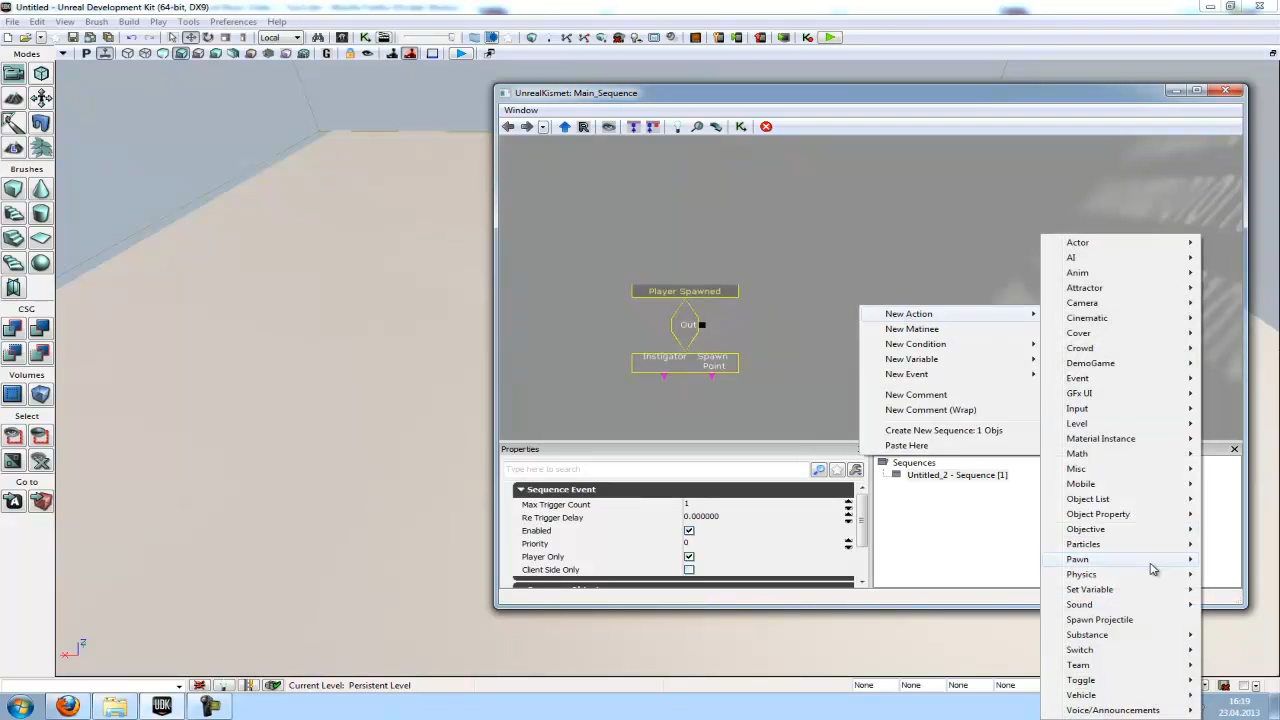 Untitled - Unreal Development Kit (64-bit, DX9)
File Edit View Brush Build Play Tools Preferences Help
Local
G
P
K
Modes
Brushes
CSG
Volumes
Select
Go to
UnrealKismet: Main_Sequence
Window
Player Spawned
Out
Instigator Spawn
Point
New Action
New Matinee
New Condition
New Variable
New Event
New Comment
New Comment (Wrap)
Create New Sequence: 1 Objs
Paste Here
Actor
AI
Anim
Attractor
Camera
Cinematic
Cover
Crowd
DemoGame
Event
GFx UI
Input
Level
Material Instance
Math
Misc
Mobile
Object List
Object Property
Objective
Particles
Pawn
Physics
Set Variable
Sound
Spawn Projectile
Substance
Switch
Team
Toggle
Vehicle
Voice/Announcements
Properties
Type here to search
Sequence Event
Max Trigger Count 1
Re Trigger Delay 0.000000
Enabled
Priority 0
Player Only
Client Side Only
Sequences
Untitled_2 - Sequence [1]
Z
X
Current Level: Persistent Level
None None None None
UDK
16:19
23.04.2013